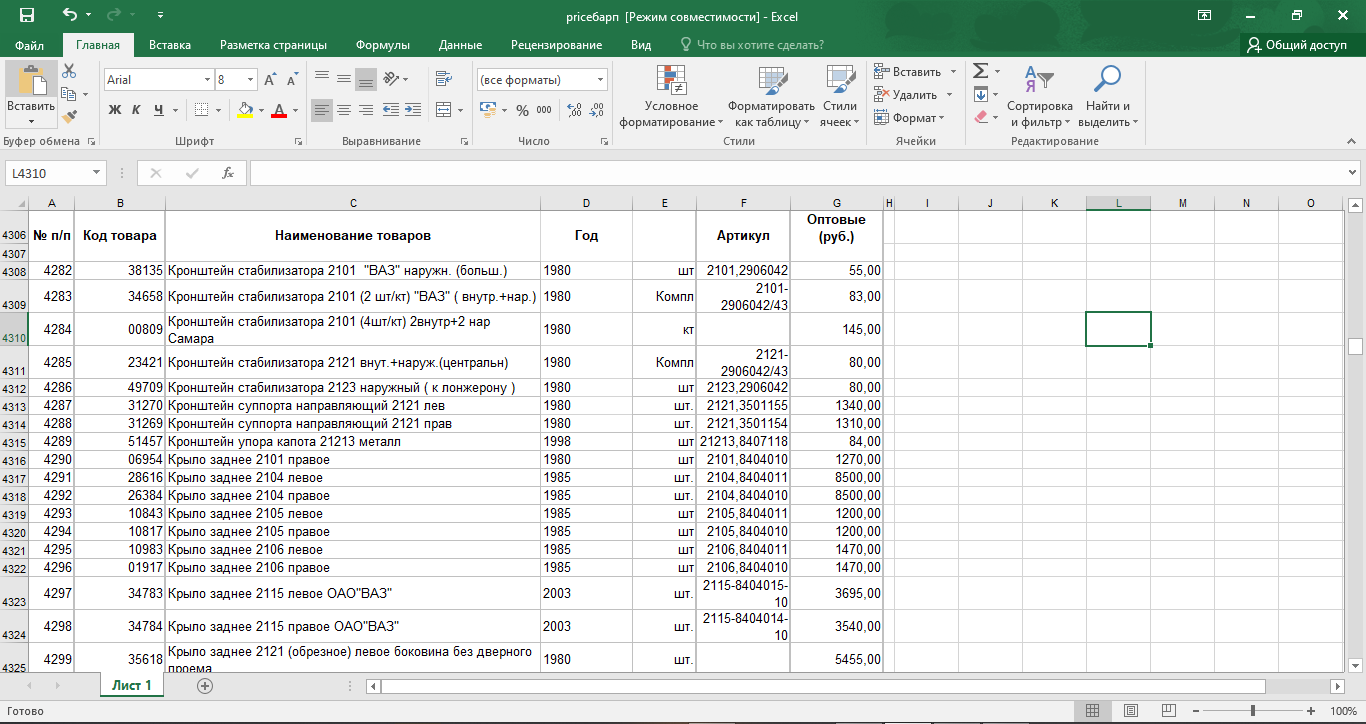 priceбарп [Режим совместимости] - Excel
Файл Главная Вставка Разметка страницы Формулы Данные Рецензирование Вид Что вы хотите сделать? Общий доступ
Вставить
Arial 8
Ж К Ч
(все форматы)
% 000
Условное форматирование
Форматировать как таблицу
Стили ячеек
Вставить
Удалить
Формат
Сортировка и фильтр
Найти и выделить
Буфер обмена Шрифт Выравнивание Число Стили Ячейки Редактирование
L4310 fx
A B C D E F G H I J K L M N O
4306 № п/п Код товара Наименование товаров Год Артикул Оптовые (руб.)
4307
4308 4282 38135 Кронштейн стабилизатора 2101 "ВАЗ" наружн. (больш.) 1980 шт 2101,2906042 55,00
4309 4283 34658 Кронштейн стабилизатора 2101 (2 шт/кт) "ВАЗ" ( внутр.+нар.) 1980 Компл 2101-2906042/43 83,00
4310 4284 00809 Кронштейн стабилизатора 2101 (4шт/кт) 2внутр+2 нар Самара 1980 кт 145,00
4311 4285 23421 Кронштейн стабилизатора 2121 внут.+наруж.(центральн) 1980 Компл 2121-2906042/43 80,00
4312 4286 49709 Кронштейн стабилизатора 2123 наружный ( к лонжерону ) 1980 шт 2123,2906042 80,00
4313 4287 31270 Кронштейн суппорта направляющий 2121 лев 1980 шт. 2121,3501155 1340,00
4314 4288 31269 Кронштейн суппорта направляющий 2121 прав 1980 шт. 2121,3501154 1310,00
4315 4289 51457 Кронштейн упора капота 21213 металл 1998 шт 21213,8407118 84,00
4316 4290 06954 Крыло заднее 2101 правое 1980 шт 2101,8404010 1270,00
4317 4291 28616 Крыло заднее 2104 левое 1985 шт. 2104,8404011 8500,00
4318 4292 26384 Крыло заднее 2104 правое 1985 шт. 2104,8404010 8500,00
4319 4293 10843 Крыло заднее 2105 левое 1985 шт 2105,8404011 1200,00
4320 4294 10817 Крыло заднее 2105 правое 1985 шт 2105,8404010 1200,00
4321 4295 10983 Крыло заднее 2106 левое 1985 шт 2106,8404011 1470,00
4322 4296 01917 Крыло заднее 2106 правое 1985 шт 2106,8404010 1470,00
4323 4297 34783 Крыло заднее 2115 левое ОАО"ВАЗ" 2003 шт. 2115-8404015-10 3695,00
4324 4298 34784 Крыло заднее 2115 правое ОАО"ВАЗ" 2003 шт. 2115-8404014-10 3540,00
4325 4299 35618 Крыло заднее 2121 (обрезное) левое боковина без дверного проема 1980 шт. 5455,00
Лист 1
Готово 100%